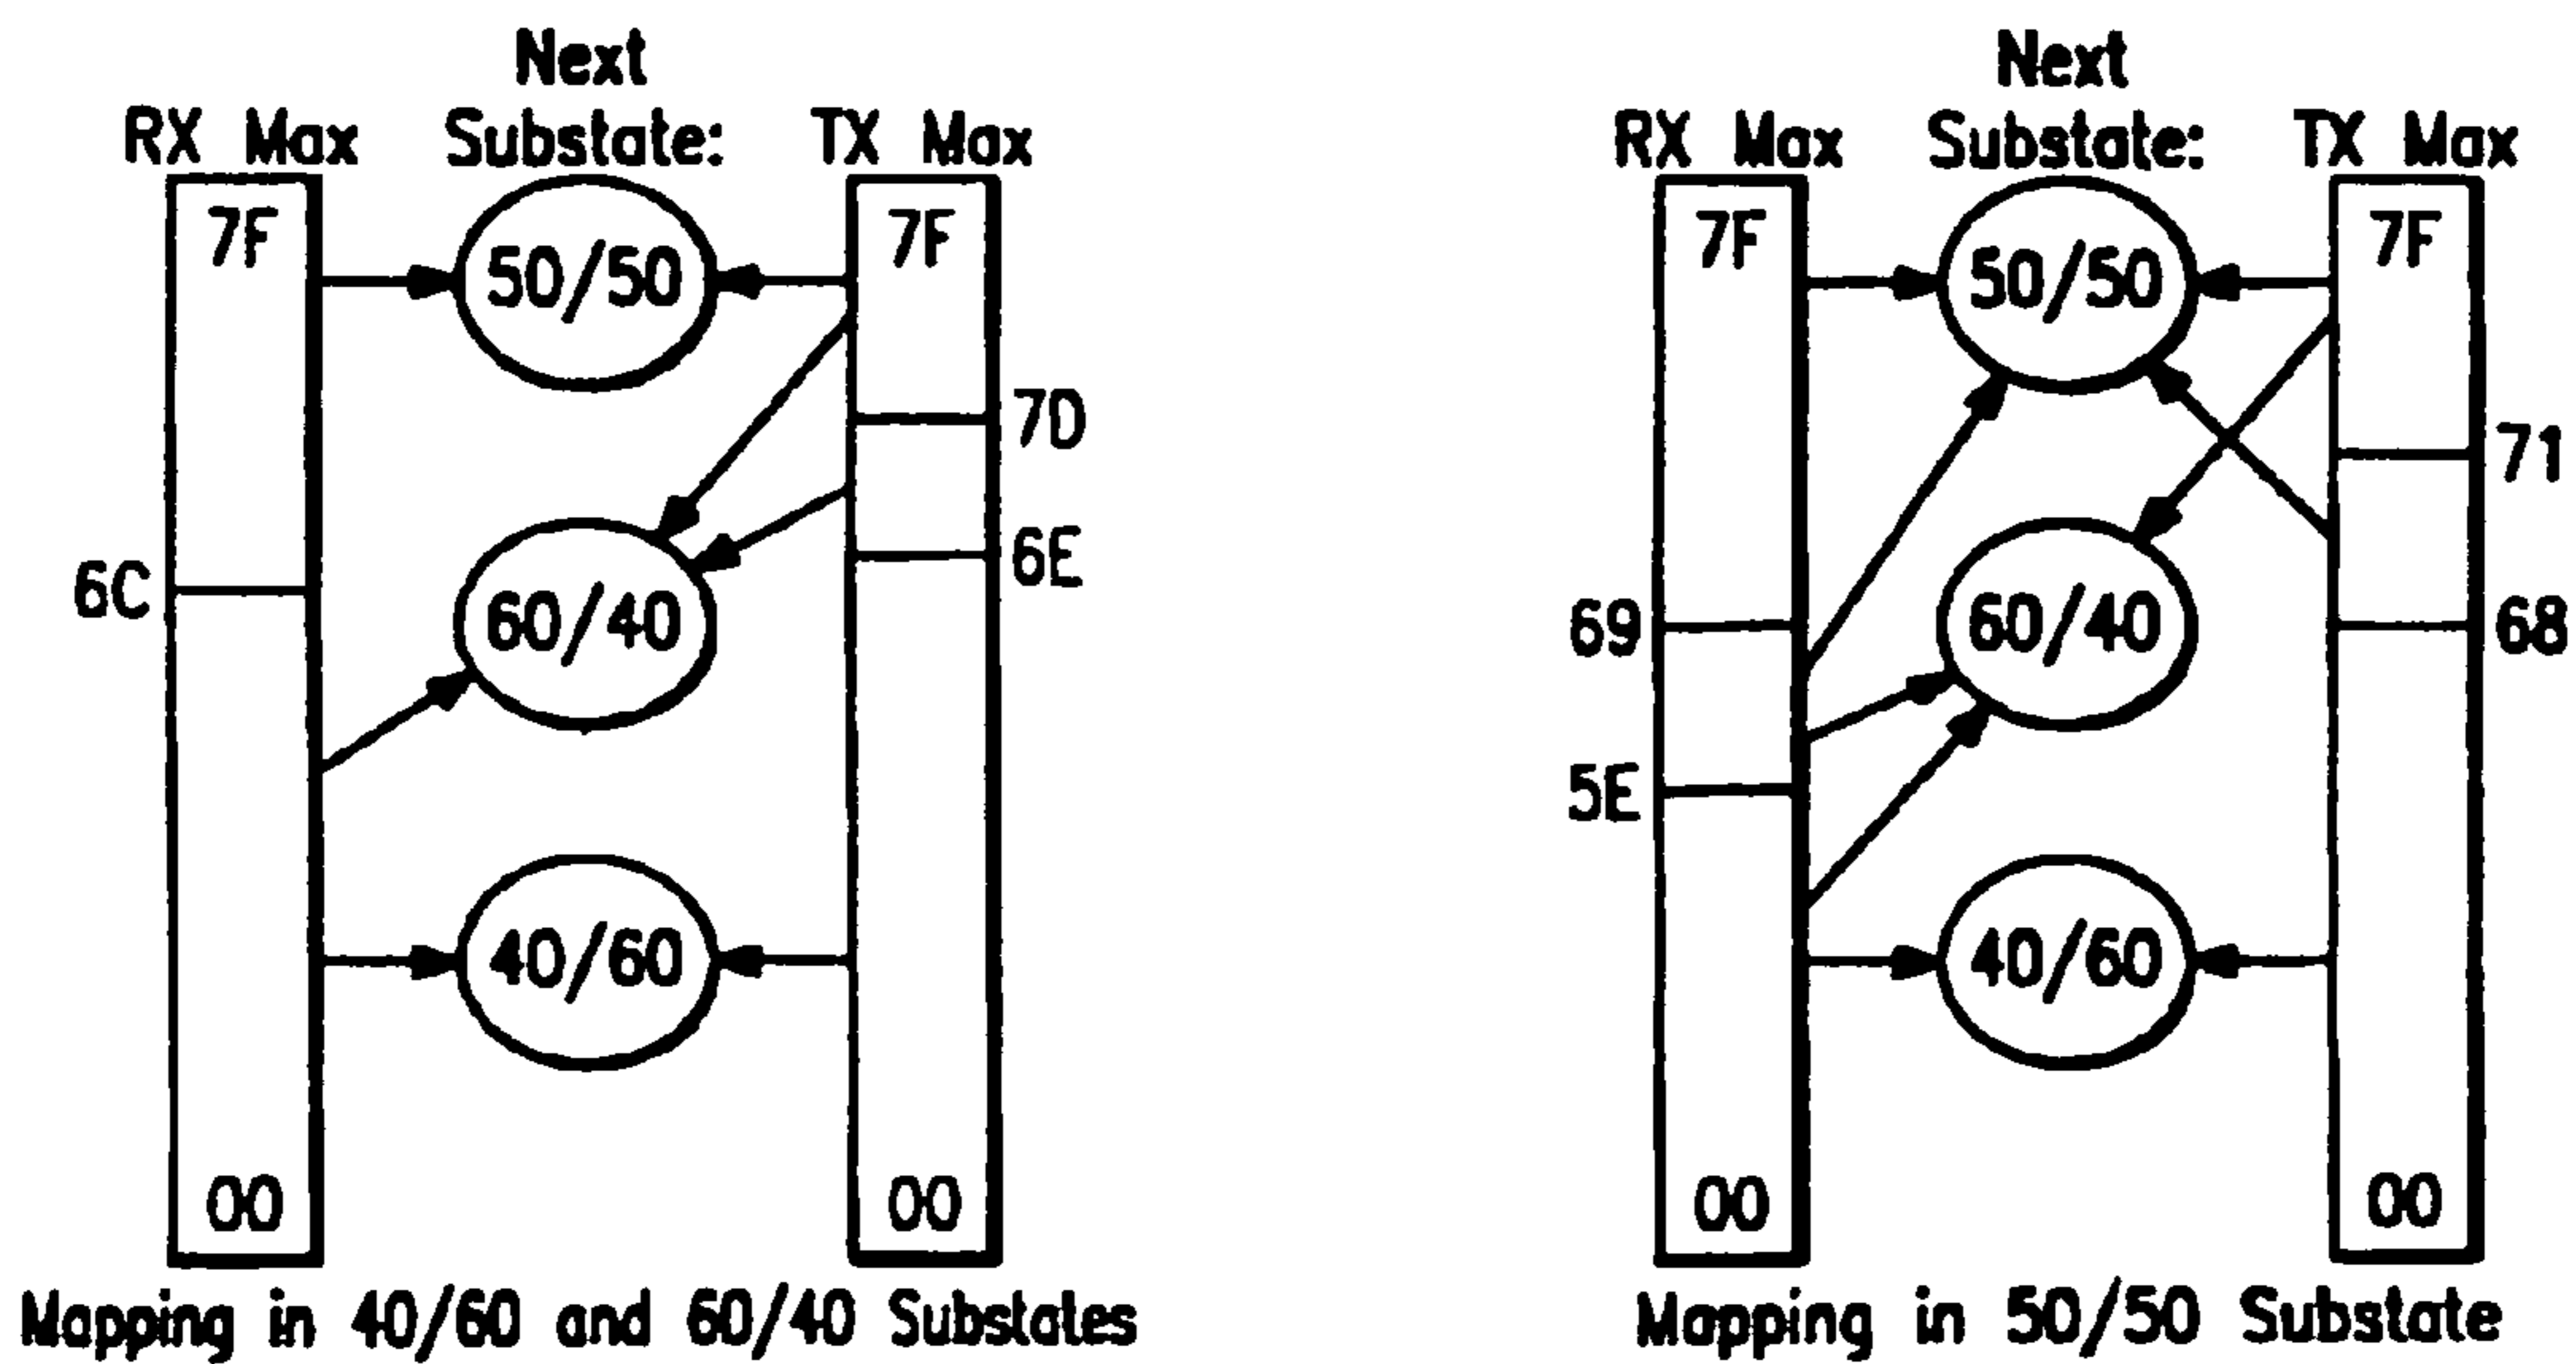 Next
RX Max Substate: TX Max
7F 50/50 7F
7D
6E
6C
60/40
40/60
00 00
Mapping in 40/60 and 60/40 Substates
Next
RX Max Substate: TX Max
7F 50/50 7F
71
69 60/40 68
5E
40/60
00 00
Mapping in 50/50 Substate